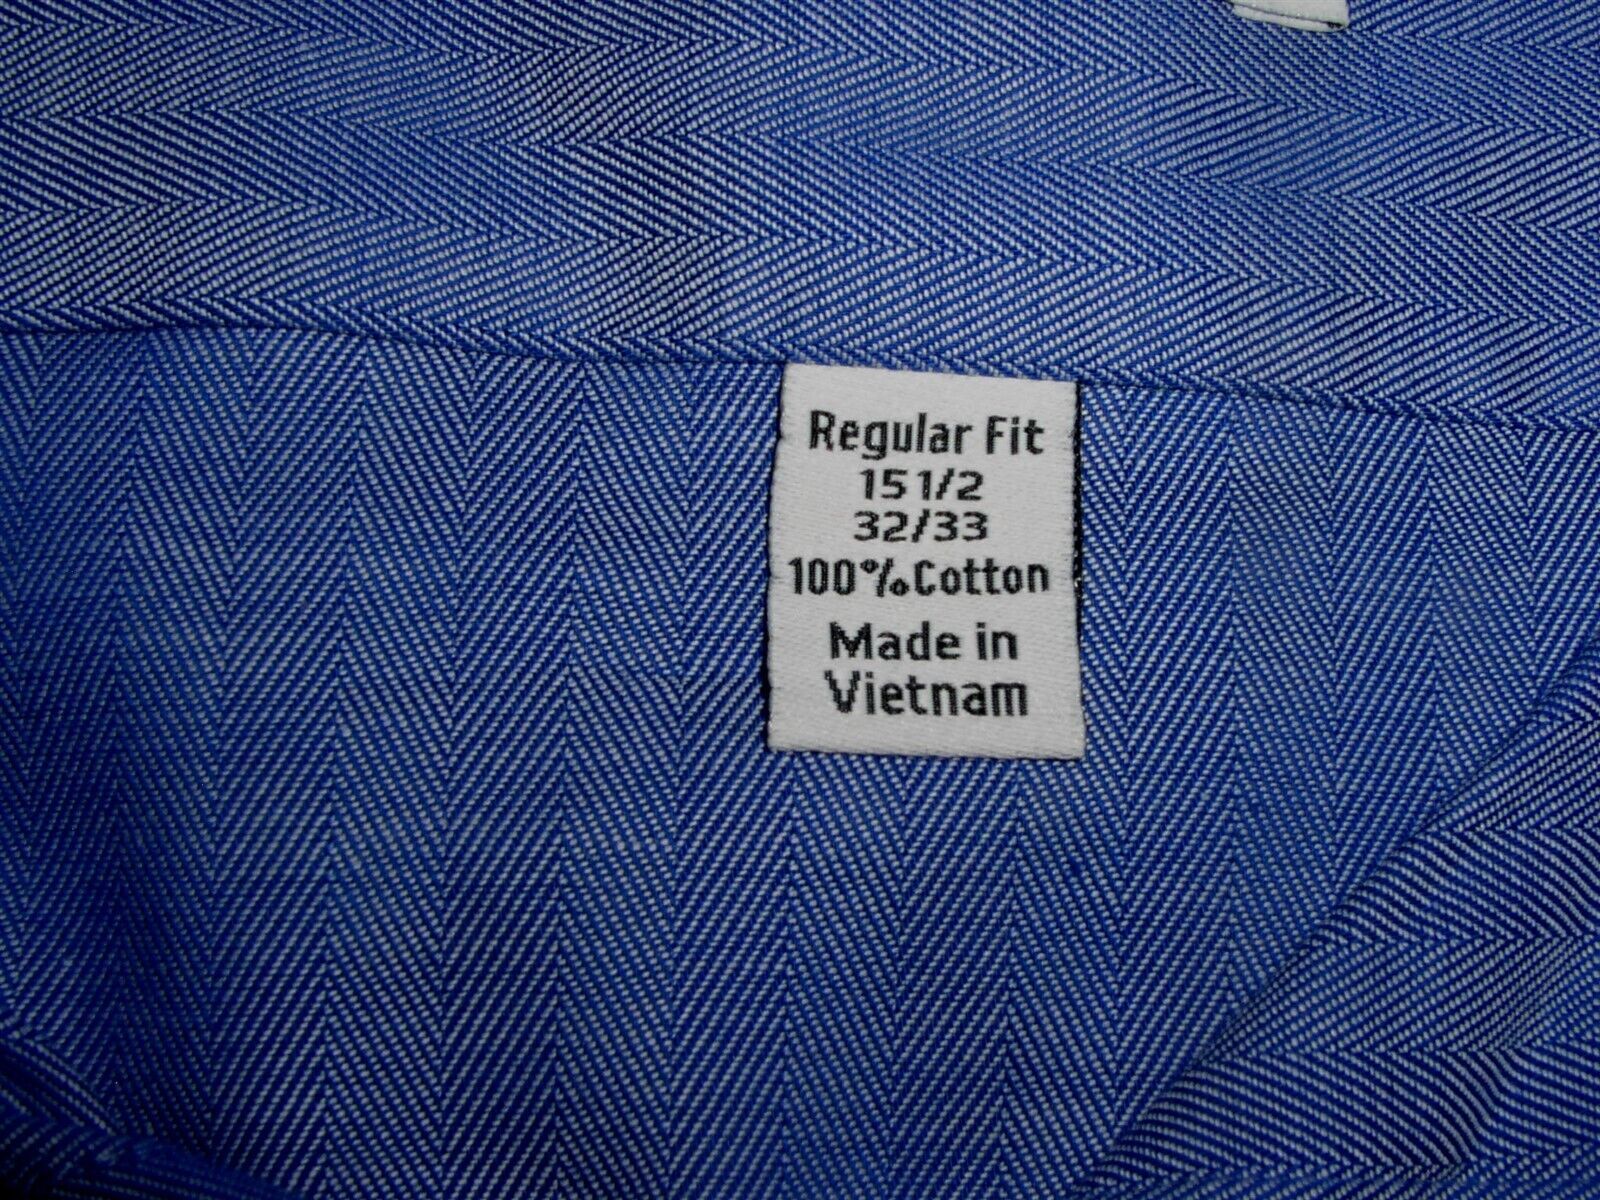 Regular Fit
15 1/2
32/33
100% Cotton
Made in
Vietnam